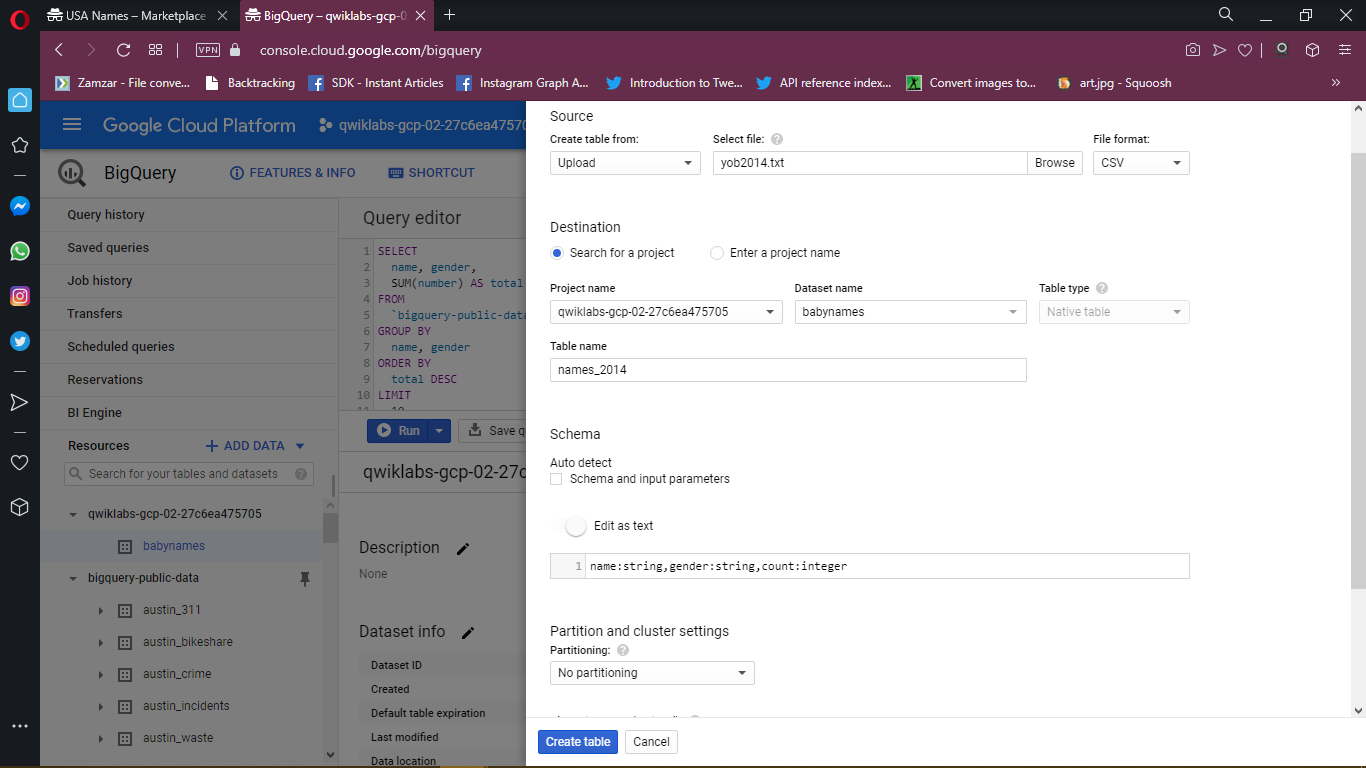 USA Names – Marketplace
BigQuery – qwiklabs-gcp-0
VPN
console.cloud.google.com/bigquery
Zamzar - File conve...
Backtracking
SDK - Instant Articles
Instagram Graph A...
Introduction to Twe...
API reference index...
Convert images to...
art.jpg - Squoosh
Google Cloud Platform
qwiklabs-gcp-02-27c6ea47570
BigQuery
FEATURES & INFO
SHORTCUT
Query history
Saved queries
Job history
Transfers
Scheduled queries
Reservations
BI Engine
Resources
ADD DATA
Search for your tables and datasets
qwiklabs-gcp-02-27c6ea475705
babynames
bigquery-public-data
austin_311
austin_bikeshare
austin_crime
austin_incidents
austin_waste
Query editor
1 SELECT
2 name, gender,
3 SUM(number) AS total
4 FROM
5 `bigquery-public-data
6 GROUP BY
7 name, gender
8 ORDER BY
9 total DESC
10 LIMIT
11 10
Run
Save q
qwiklabs-gcp-02-27c
Description
None
Dataset info
Dataset ID
Created
Default table expiration
Last modified
Data location
Source
Create table from:
Select file:
File format:
Upload
yob2014.txt
Browse
CSV
Destination
Search for a project
Enter a project name
Project name
Dataset name
Table type
qwiklabs-gcp-02-27c6ea475705
babynames
Native table
Table name
names_2014
Schema
Auto detect
Schema and input parameters
Edit as text
1 name:string,gender:string,count:integer
Partition and cluster settings
Partitioning:
No partitioning
Create table
Cancel